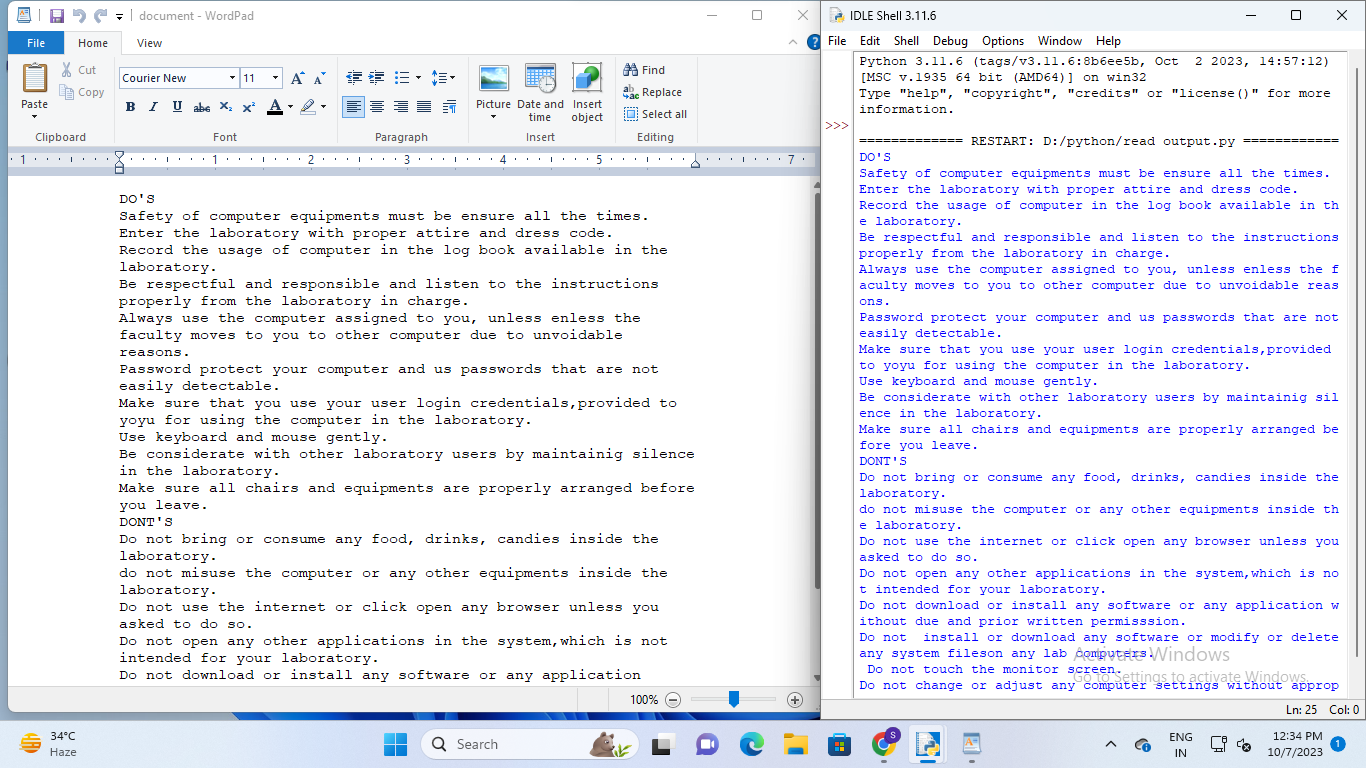 document - WordPad
File
Home
View
Cut
Copy
Paste
Clipboard
Courier New
11
Font
Paragraph
Picture
Date and time
Insert object
Insert
Find
Replace
Select all
Editing
1 1 2 3 4 5 7
DO'S
Safety of computer equipments must be ensure all the times.
Enter the laboratory with proper attire and dress code.
Record the usage of computer in the log book available in the
laboratory.
Be respectful and responsible and listen to the instructions
properly from the laboratory in charge.
Always use the computer assigned to you, unless enless the
faculty moves to you to other computer due to unvoidable
reasons.
Password protect your computer and us passwords that are not
easily detectable.
Make sure that you use your user login credentials,provided to
yoyu for using the computer in the laboratory.
Use keyboard and mouse gently.
Be considerate with other laboratory users by maintainig silence
in the laboratory.
Make sure all chairs and equipments are properly arranged before
you leave.
DONT'S
Do not bring or consume any food, drinks, candies inside the
laboratory.
do not misuse the computer or any other equipments inside the
laboratory.
Do not use the internet or click open any browser unless you
asked to do so.
Do not open any other applications in the system,which is not
intended for your laboratory.
Do not download or install any software or any application
100%
IDLE Shell 3.11.6
File Edit Shell Debug Options Window Help
Python 3.11.6 (tags/v3.11.6:8b6ee5b, Oct  2 2023, 14:57:12)
[MSC v.1935 64 bit (AMD64)] on win32
Type "help", "copyright", "credits" or "license()" for more
information.
>>>
============= RESTART: D:/python/read output.py ============
DO'S
Safety of computer equipments must be ensure all the times.
Enter the laboratory with proper attire and dress code.
Record the usage of computer in the log book available in th
e laboratory.
Be respectful and responsible and listen to the instructions
properly from the laboratory in charge.
Always use the computer assigned to you, unless enless the f
aculty moves to you to other computer due to unvoidable reas
ons.
Password protect your computer and us passwords that are not
easily detectable.
Make sure that you use your user login credentials,provided
to yoyu for using the computer in the laboratory.
Use keyboard and mouse gently.
Be considerate with other laboratory users by maintainig sil
ence in the laboratory.
Make sure all chairs and equipments are properly arranged be
fore you leave.
DONT'S
Do not bring or consume any food, drinks, candies inside the
laboratory.
do not misuse the computer or any other equipments inside th
e laboratory.
Do not use the internet or click open any browser unless you
asked to do so.
Do not open any other applications in the system,which is no
t intended for your laboratory.
Do not download or install any software or any application w
ithout due and prior written permisssion.
Do not  install or download any software or modify or delete
any system fileson any lab computers.
Do not touch the monitor screen.
Do not change or adjust any computer settings without approp
Activate Windows
Go to Settings to activate Windows.
Ln: 25 Col: 0
34°C
Haze
Search
S
ENG
IN
12:34 PM
10/7/2023
1